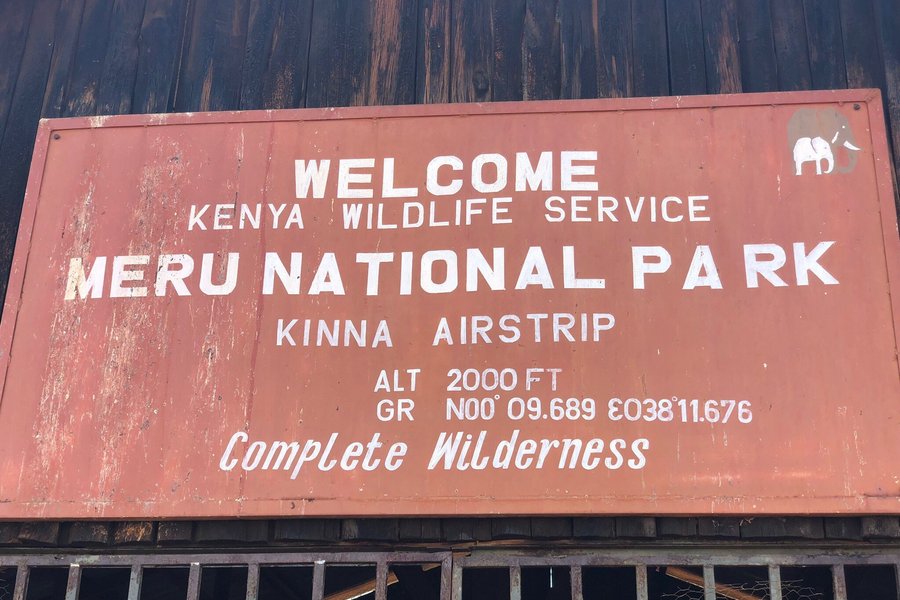 WELCOME
KENYA WILDLIFE SERVICE
MERU NATIONAL PARK
KINNA AIRSTRIP
ALT 2000 FT
GR N00° 09.689 E038°11.676
Complete Wilderness